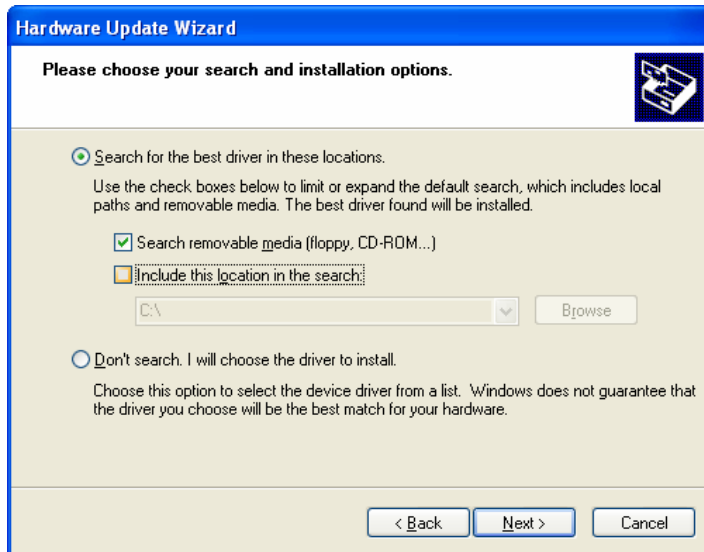 Hardware Update Wizard
Please choose your search and installation options.
Search for the best driver in these locations.
Use the check boxes below to limit or expand the default search, which includes local
paths and removable media. The best driver found will be installed.
Search removable media (floppy, CD-ROM...)
Include this location in the search:
C:\
Browse
Don't search. I will choose the driver to install.
Choose this option to select the device driver from a list. Windows does not guarantee that
the driver you choose will be the best match for your hardware.
< Back
Next >
Cancel